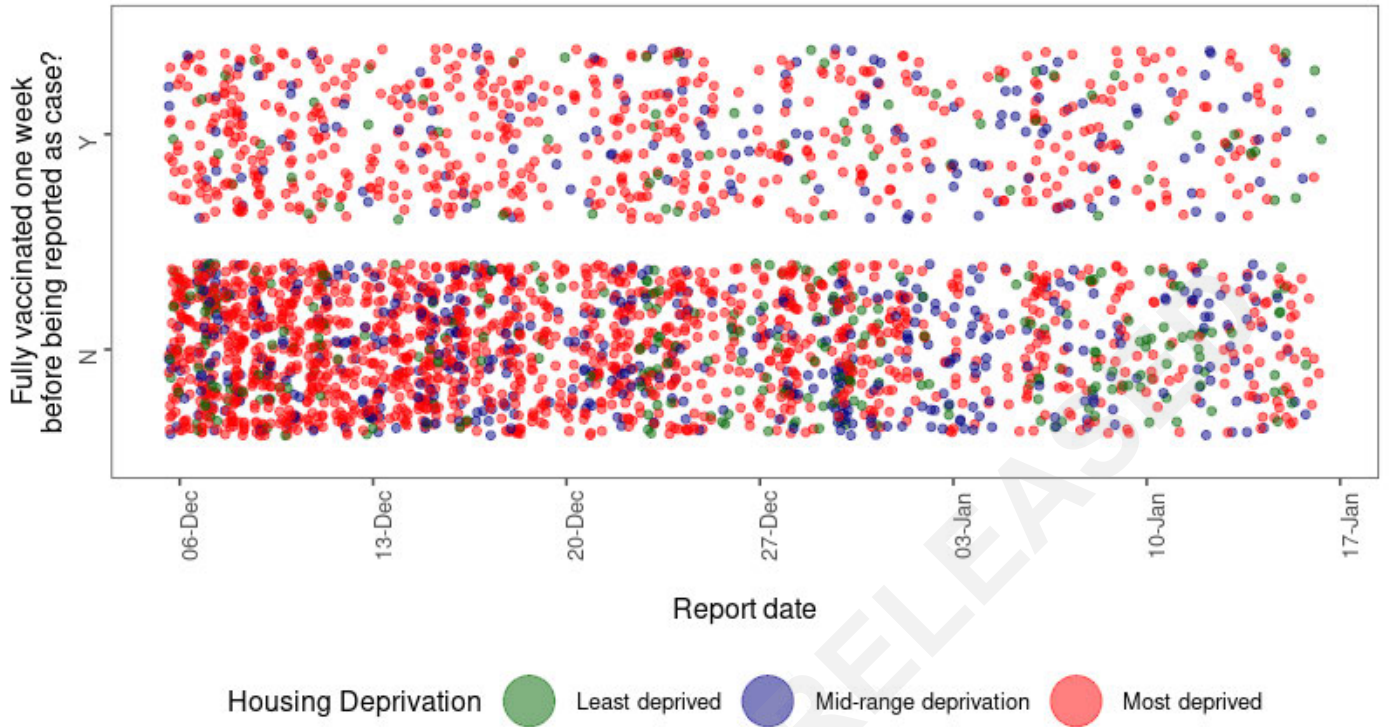 Fully vaccinated one week
before being reported as case?
Y
N
06-Dec
13-Dec
20-Dec
27-Dec
03-Jan
10-Jan
17-Jan
Report date
RELEASED
Housing Deprivation
Least deprived
Mid-range deprivation
Most deprived